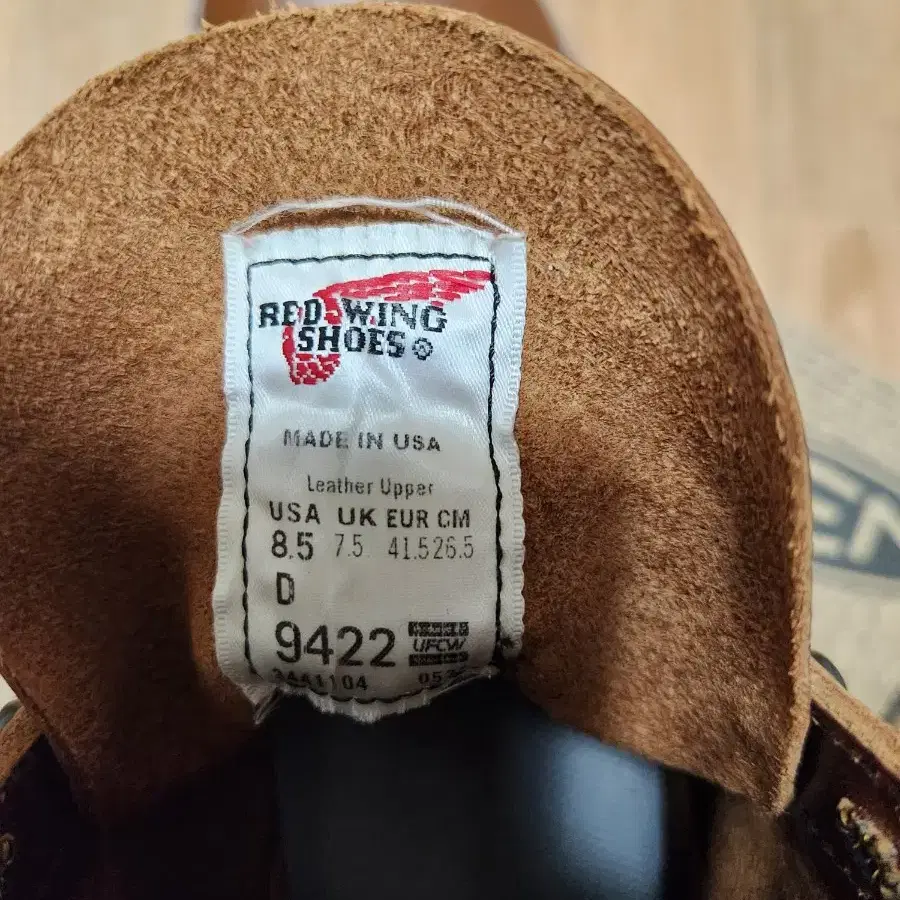 RED WING
SHOES
MADE IN USA
Leather Upper
USA UK EUR CM
8.5 7.5 41.5 26.5
D
9422
UFCW